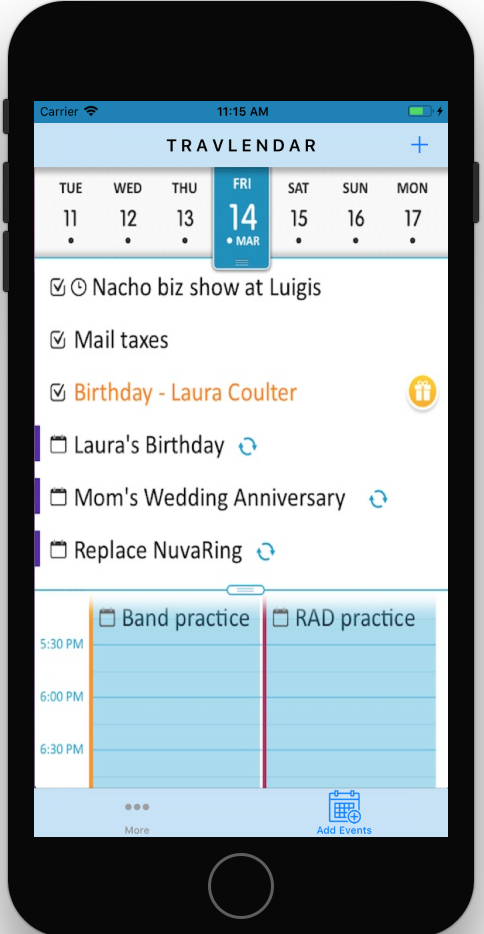 Carrier 11:15 AM
TRAVLENDAR +
TUE WED THU FRI SAT SUN MON
11 12 13 14 15 16 17
• MAR
Nacho biz show at Luigis
Mail taxes
Birthday - Laura Coulter
Laura's Birthday
Mom's Wedding Anniversary
Replace NuvaRing
Band practice RAD practice
5:30 PM
6:00 PM
6:30 PM
More Add Events